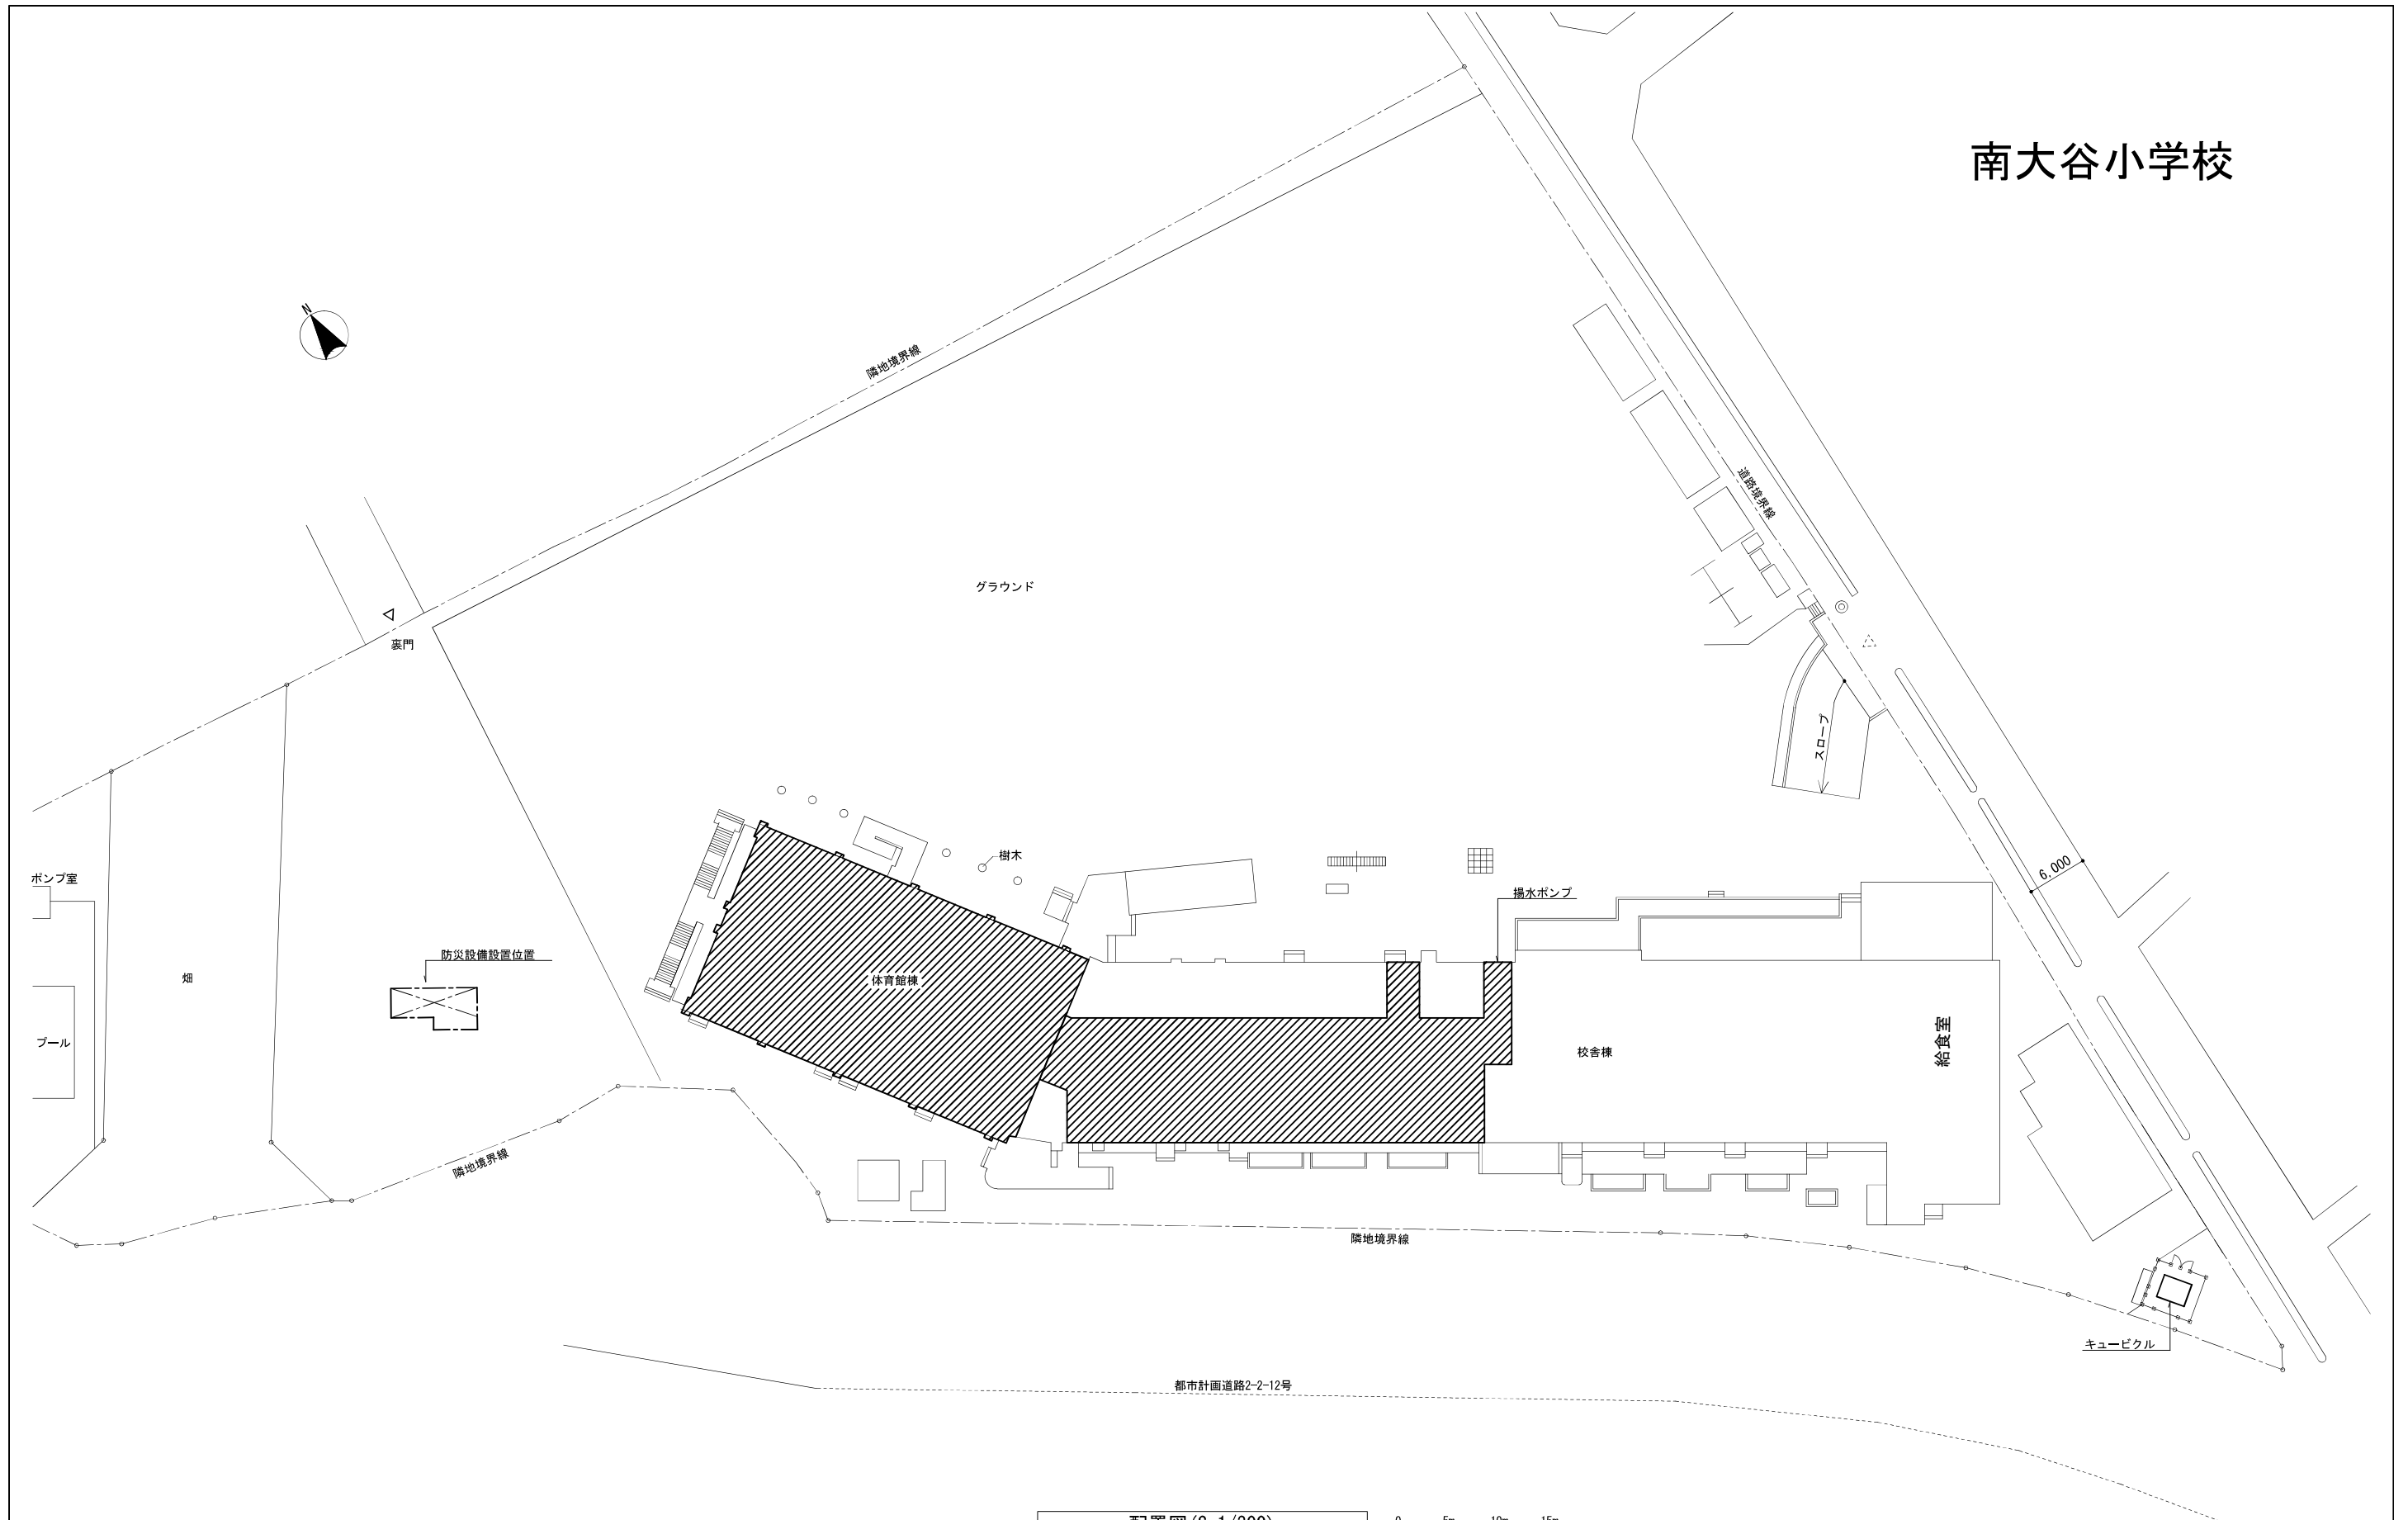 南大谷小学校
N
隣地境界線
道路境界線
グラウンド
裏門
スロープ
樹木
6,000
ポンプ室
揚水ポンプ
防災設備設置位置
体育館棟
畑
プール
校舎棟
給食室
隣地境界線
隣地境界線
キュービクル
都市計画道路2-2-12号
0 5m 10m 15m